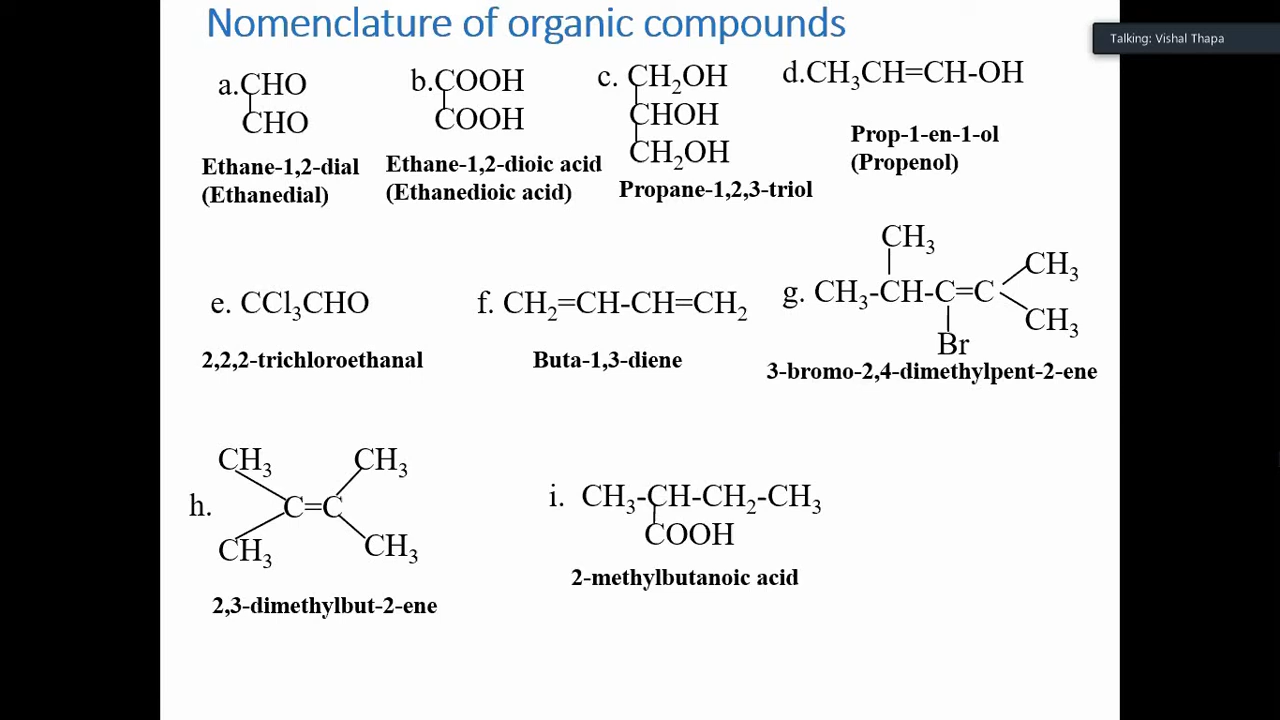 Nomenclature of organic compounds
Talking: Vishal Thapa
a.CHO
CHO
Ethane-1,2-dial
(Ethanedial)
b.COOH
COOH
Ethane-1,2-dioic acid
(Ethanedioic acid)
c. CH₂OH
CHOH
CH₂OH
Propane-1,2,3-triol
d.CH₃CH=CH-OH
Prop-1-en-1-ol
(Propenol)
e. CCl₃CHO
2,2,2-trichloroethanal
f. CH₂=CH-CH=CH₂
Buta-1,3-diene
CH₃
CH₃
g. CH₃-CH-C=C
CH₃
Br
3-bromo-2,4-dimethylpent-2-ene
CH₃ CH₃
h. C=C
CH₃ CH₃
2,3-dimethylbut-2-ene
i. CH₃-CH-CH₂-CH₃
COOH
2-methylbutanoic acid